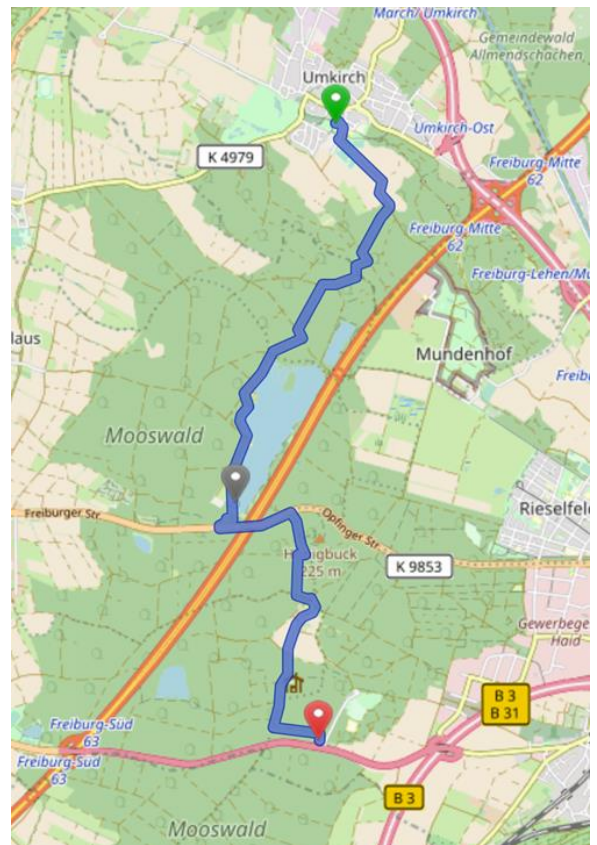 March/ Umkirch
Gemeindewald
Allmendschachen
Umkirch
Umkirch-Ost
K 4979
Freiburg-Mitte
62
Freiburg-Mitte
62
Freiburg-Lehen/Mu
laus
Mundenhof
Freib
Mooswald
Rieselfel
Freiburger Str.
Opfinger Str.
225 m
K 9853
Gewerbege
Haid
B 3
B 31
Freiburg-Süd
63
Freiburg-Süd
63
B 3
Mooswald